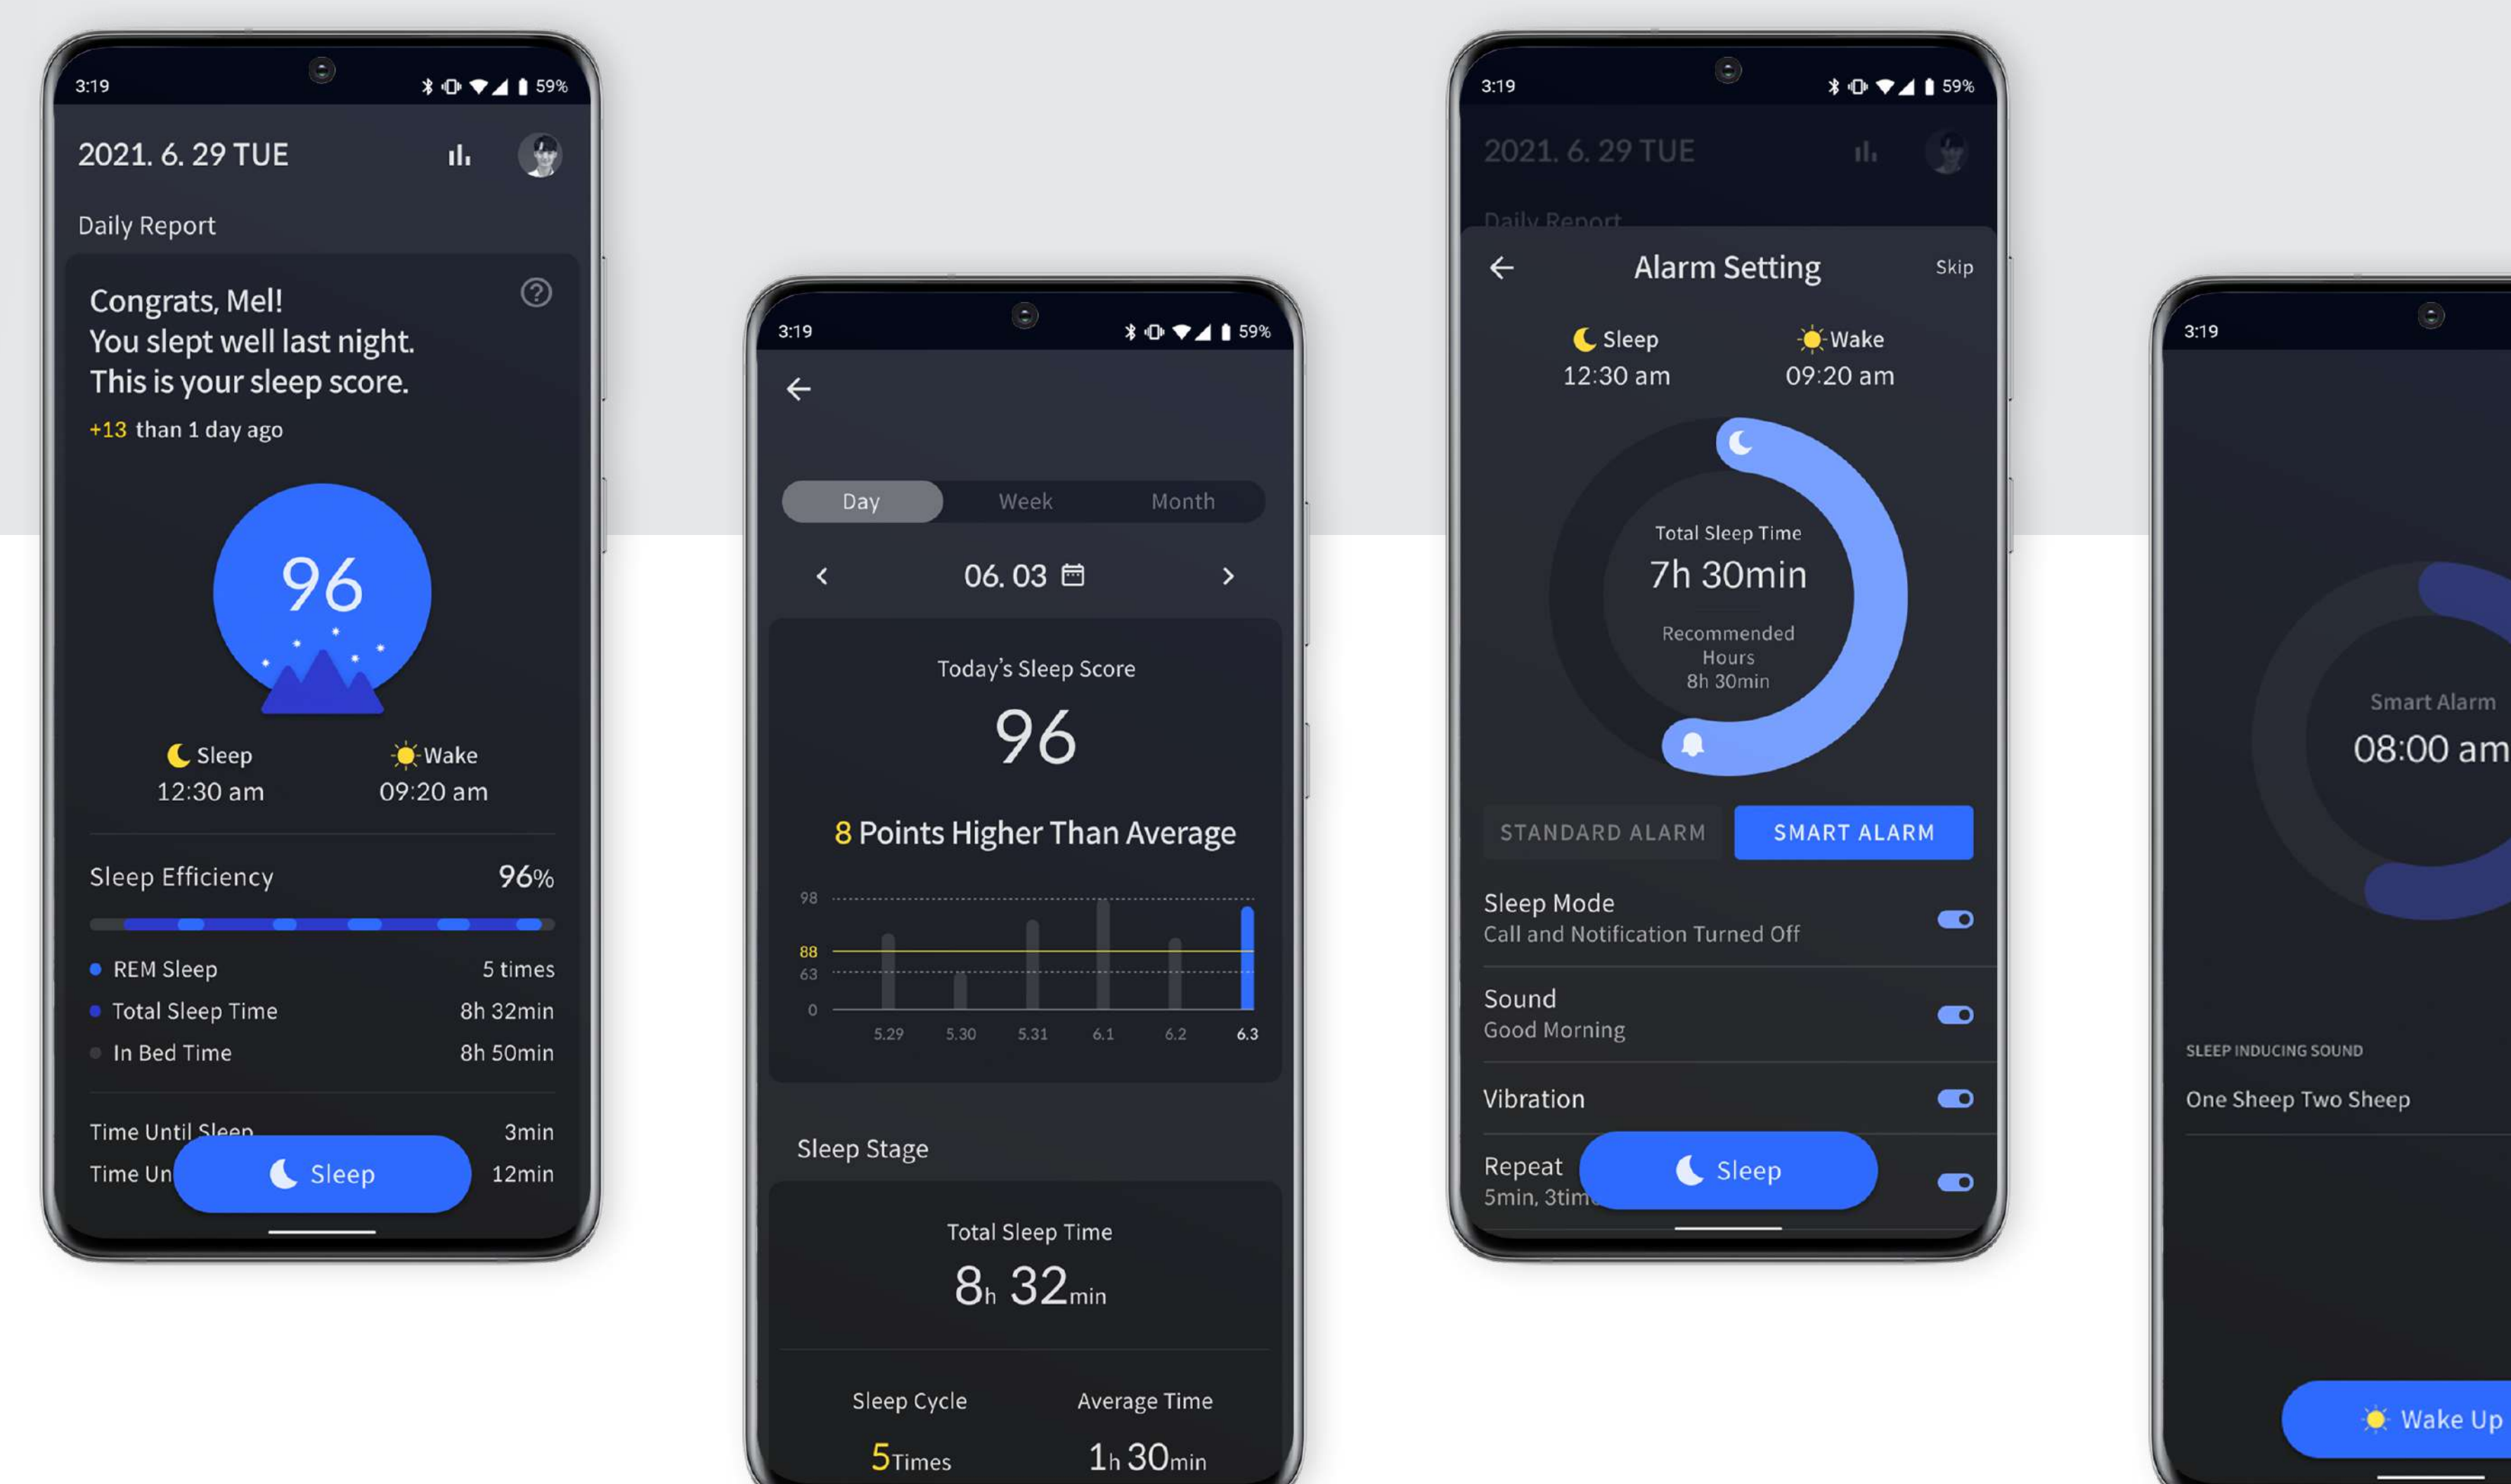 3:19
59%
2021. 6. 29 TUE
Daily Report
Congrats, Mel!
You slept well last night.
This is your sleep score.
+13 than 1 day ago
96
Sleep
Wake
12:30 am
09:20 am
Sleep Efficiency
96%
REM Sleep
5 times
Total Sleep Time
8h 32min
In Bed Time
8h 50min
Time Until Sleep
3min
Time Un
12min
Sleep
3:19
59%
Day
Week
Month
06. 03
Today's Sleep Score
96
8 Points Higher Than Average
98
88
63
0
5.29
5.30
5.31
6.1
6.2
6.3
Sleep Stage
Total Sleep Time
8h 32min
Sleep Cycle
Average Time
5Times
1h 30min
3:19
59%
2021. 6. 29 TUE
Daily Report
Alarm Setting
Skip
Sleep
Wake
12:30 am
09:20 am
Total Sleep Time
7h 30min
Recommended
Hours
8h 30min
STANDARD ALARM
SMART ALARM
Sleep Mode
Call and Notification Turned Off
Sound
Good Morning
Vibration
Repeat
5min, 3tim
Sleep
3:19
Smart Alarm
08:00 am
SLEEP INDUCING SOUND
One Sheep Two Sheep
Wake Up